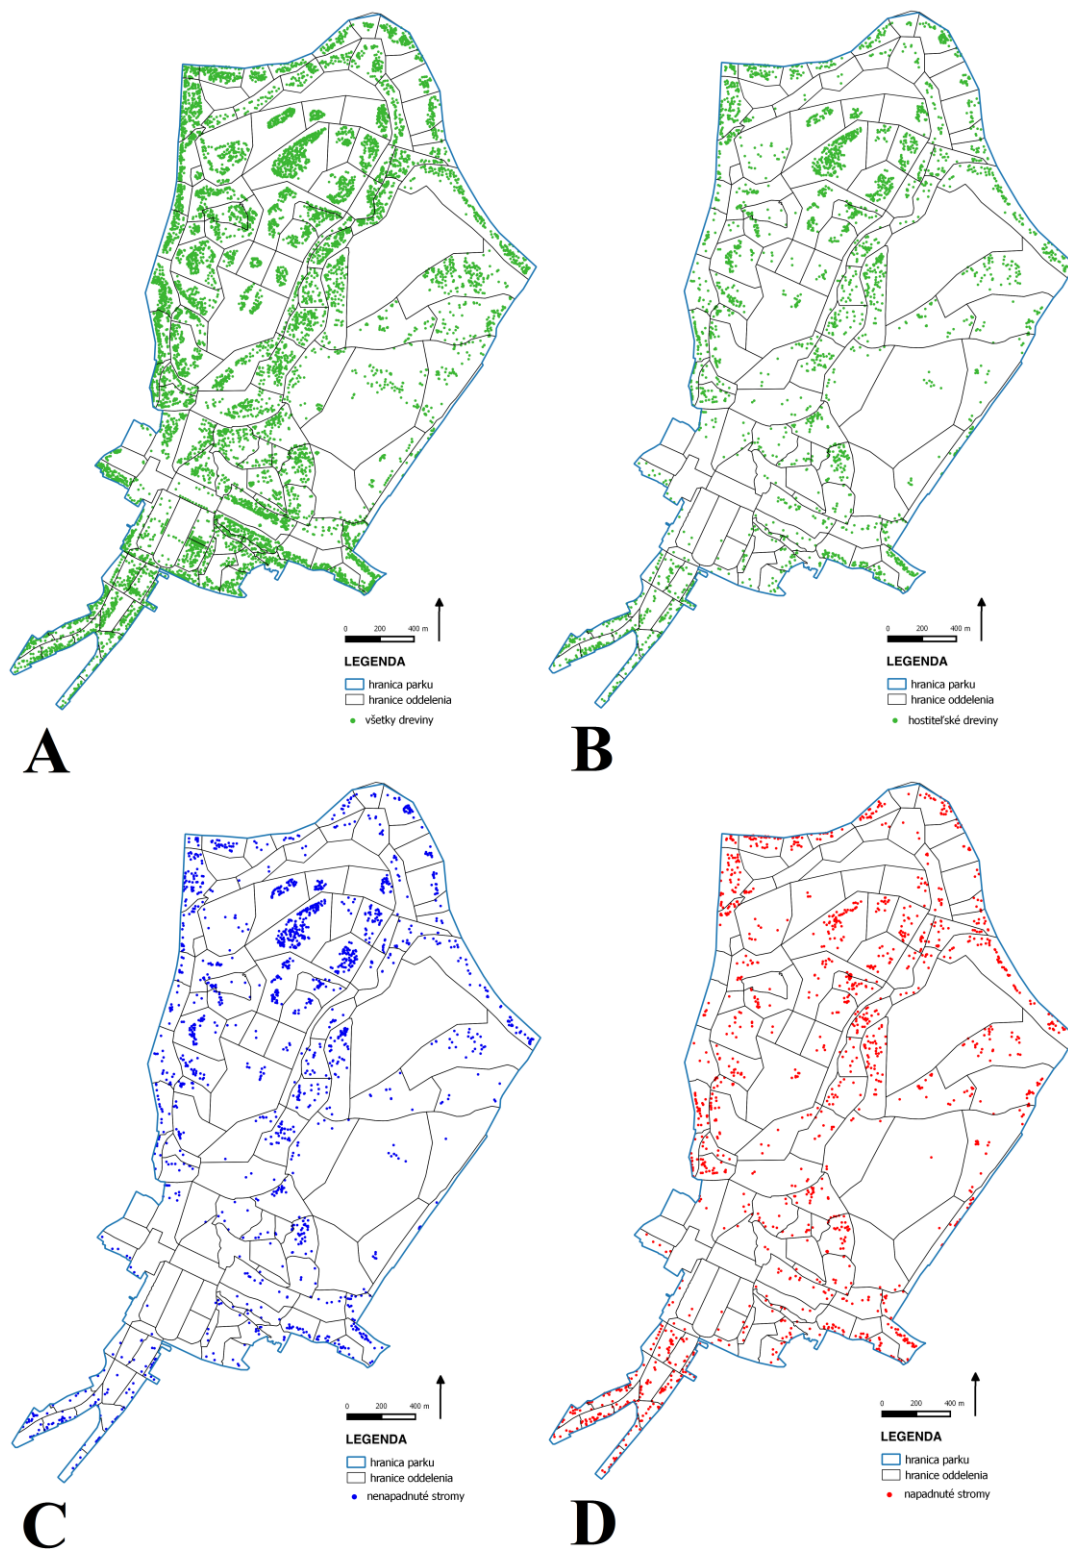 0 200 400 m
LEGENDA
hranica parku
hranice oddelenia
všetky dreviny
A
0 200 400 m
LEGENDA
hranica parku
hranice oddelenia
hostiteľské dreviny
B
0 200 400 m
LEGENDA
hranica parku
hranice oddelenia
nenapadnuté stromy
C
0 200 400 m
LEGENDA
hranica parku
hranice oddelenia
napadnuté stromy
D